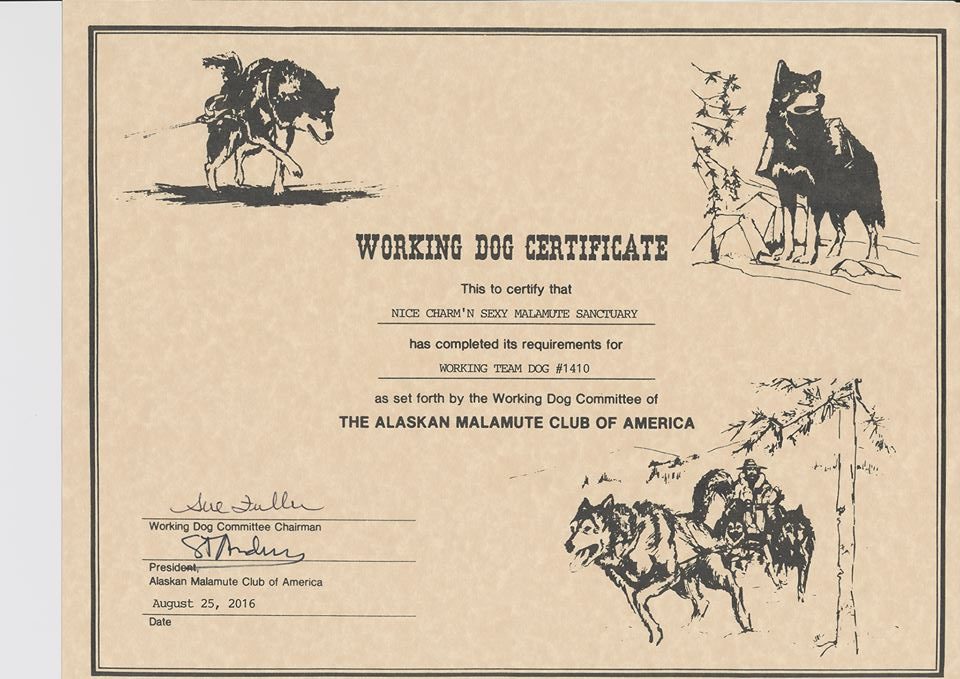 WORKING DOG CERTIFICATE
This to certify that
NICE CHARM'N SEXY MALAMUTE SANCTUARY
has completed its requirements for
WORKING TEAM DOG #1410
as set forth by the Working Dog Committee of
THE ALASKAN MALAMUTE CLUB OF AMERICA
Sue Fuller
Working Dog Committee Chairman
President,
Alaskan Malamute Club of America
August 25, 2016
Date